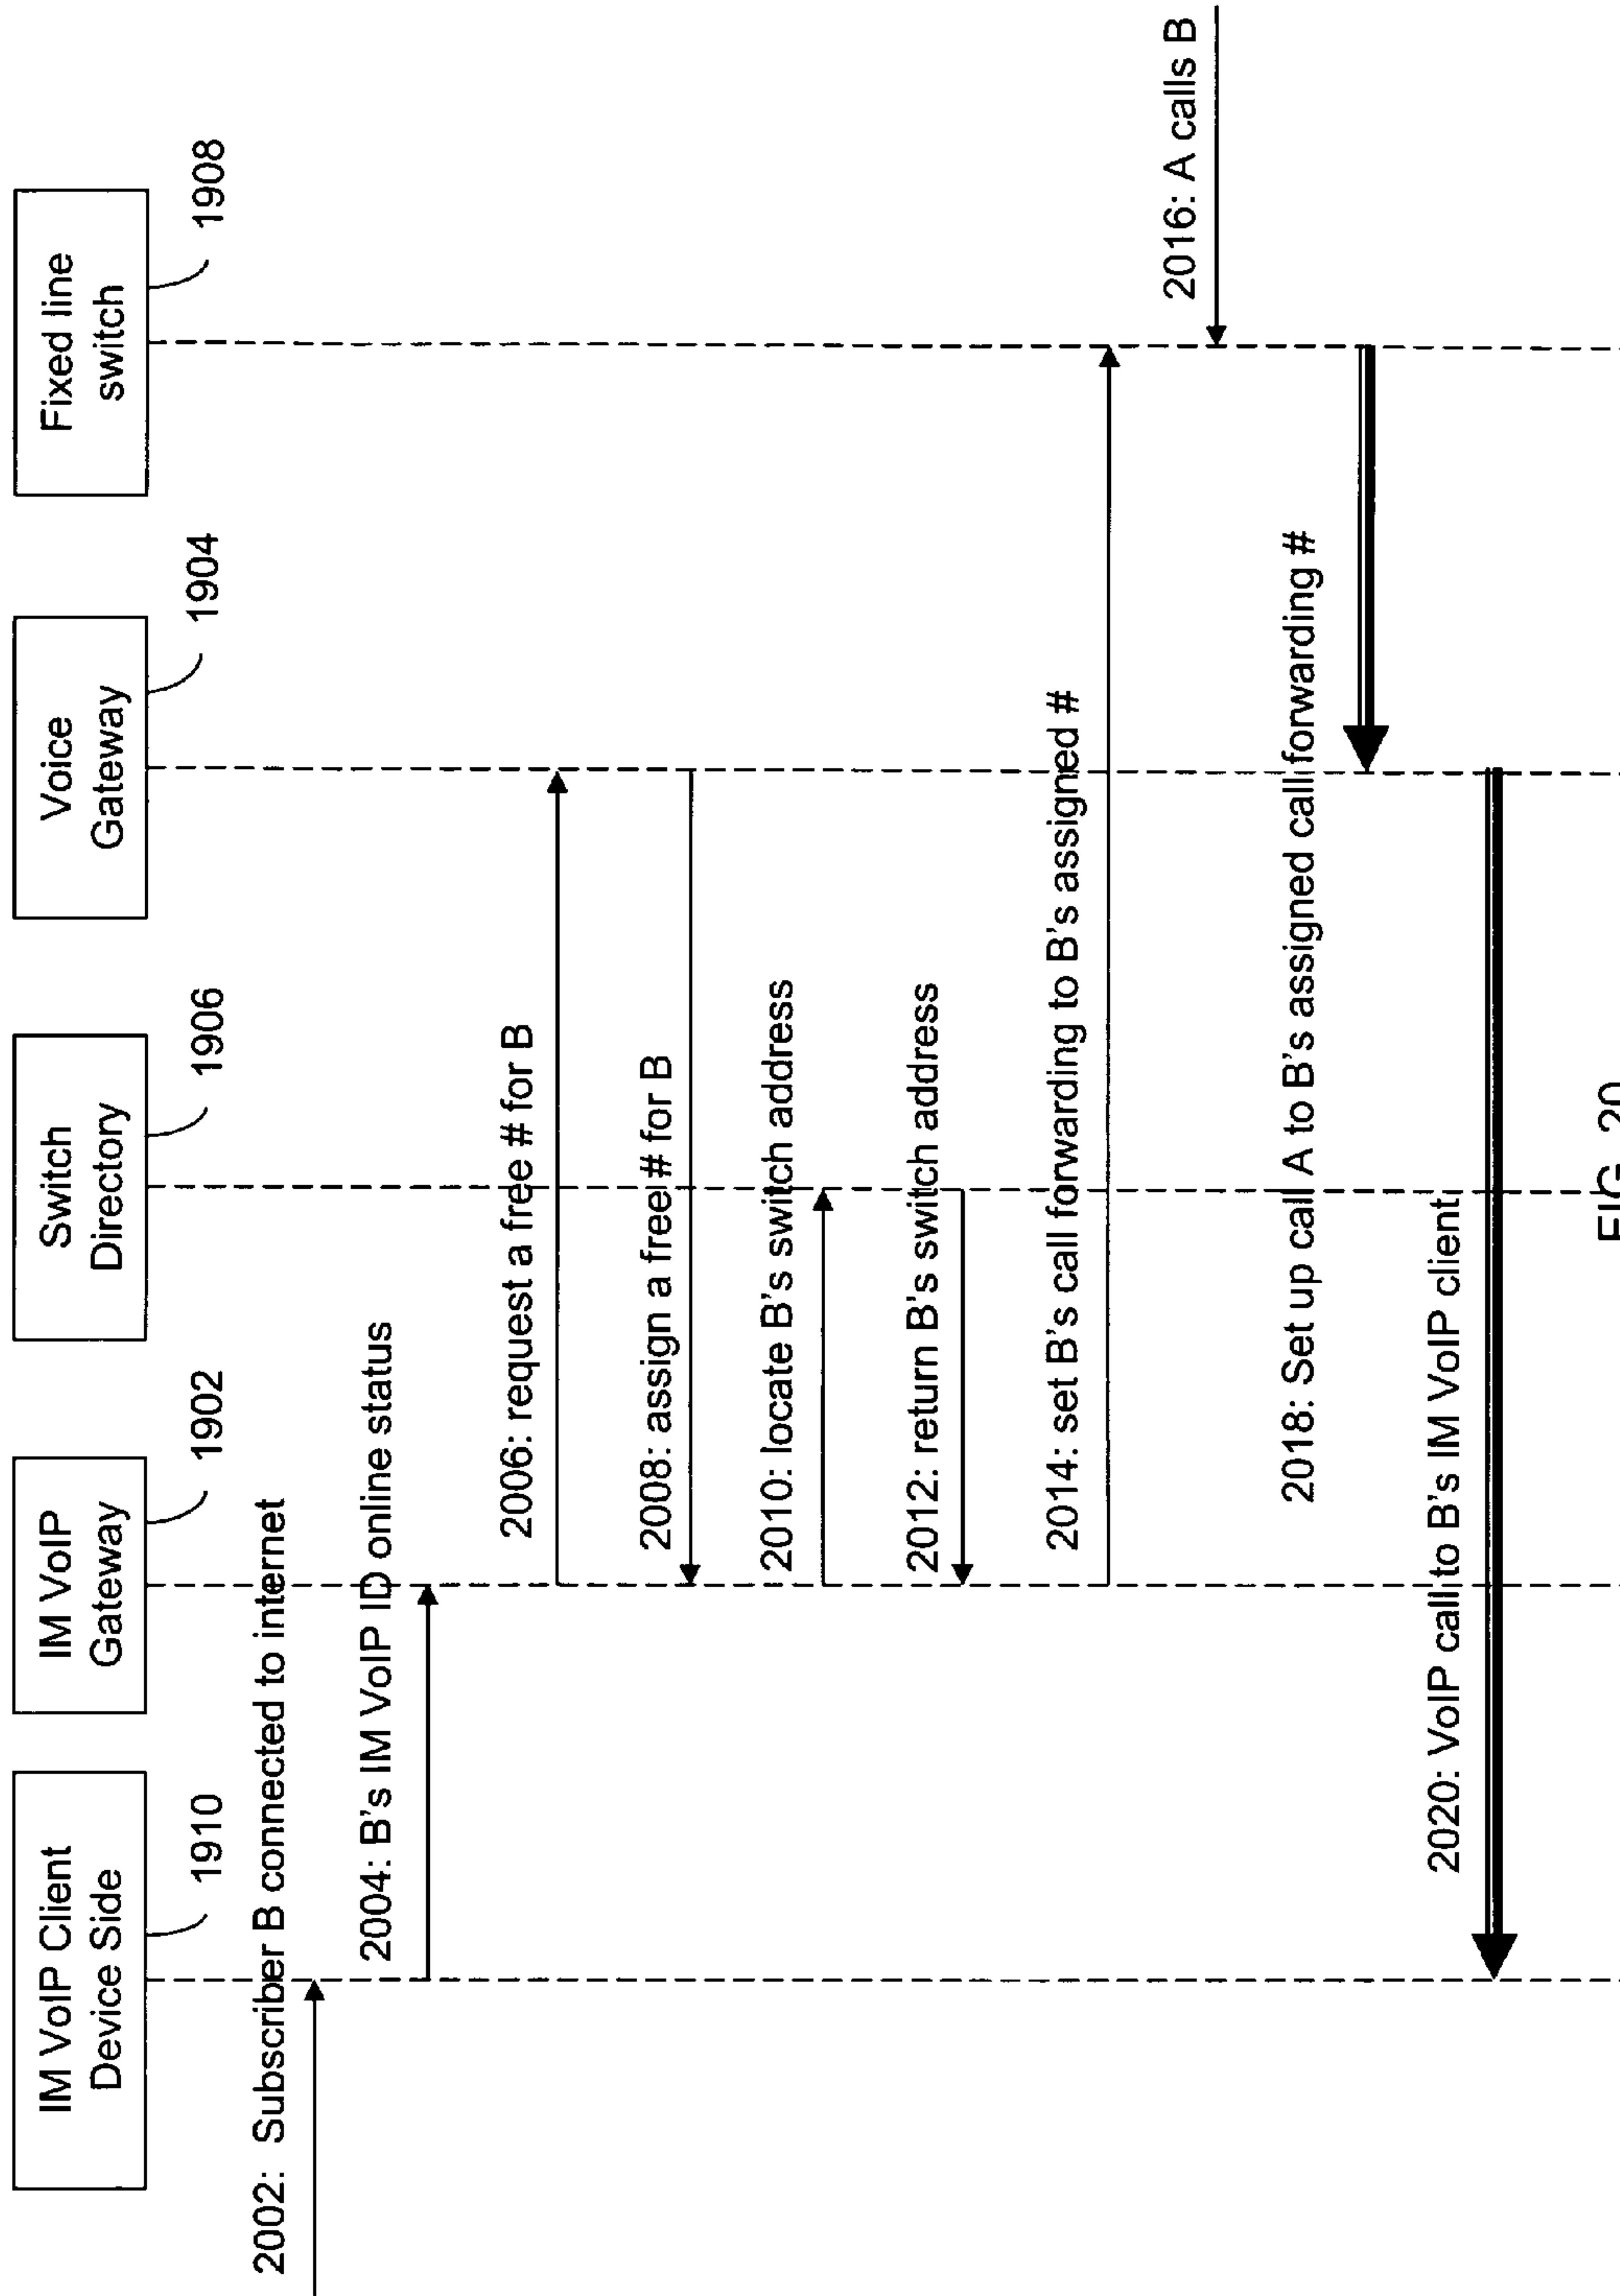 IM VoIP Client
Device Side
1910
IM VoIP
Gateway
1902
Switch
Directory
1906
Voice
Gateway
1904
Fixed line
switch
1908
2002: Subscriber B connected to internet
2004: B's IM VoIP ID online status
2006: request a free # for B
2008: assign a free # for B
2010: locate B's switch address
2012: return B's switch address
2014: set B's call forwarding to B's assigned #
2016: A calls B
2018: Set up call A to B's assigned call forwarding #
2020: VoIP call to B's IM VoIP client
FIG. 20